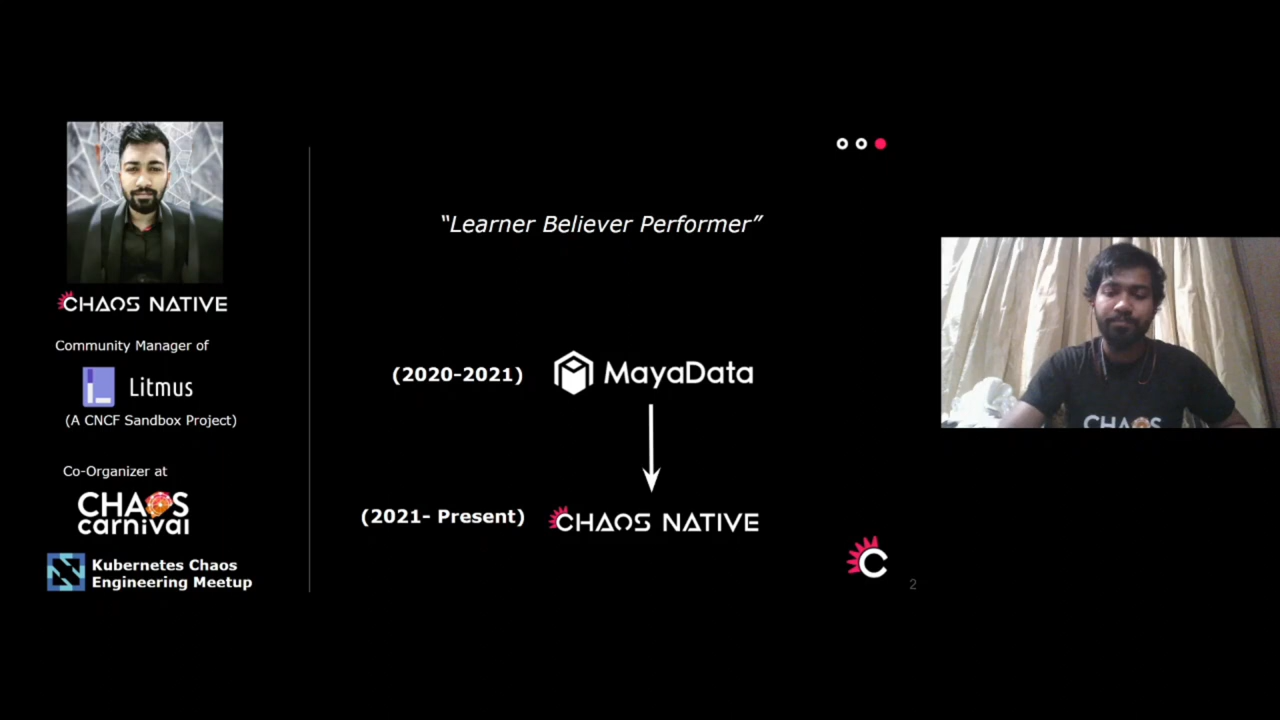 CHAOS NATIVE
Community Manager of
Litmus
(A CNCF Sandbox Project)
Co-Organizer at
CHAOS
carnival
Kubernetes Chaos
Engineering Meetup
“Learner Believer Performer”
(2020-2021) MayaData
(2021- Present) CHAOS NATIVE
C
2
CHAOS